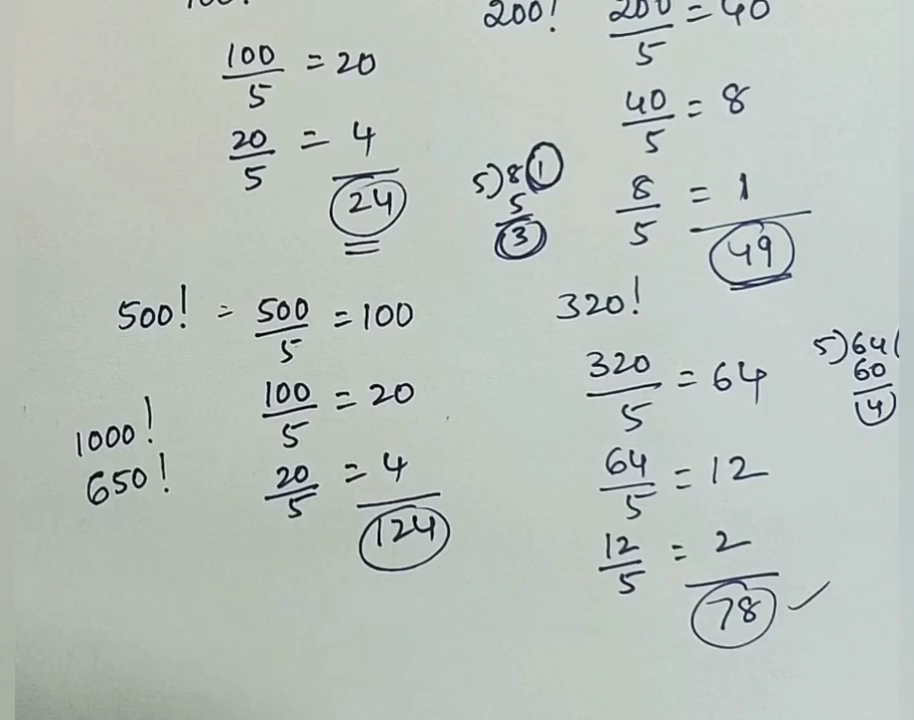 100!
100/5 = 20
20/5 = 4
24
200! 200/5 = 40
40/5 = 8
8/5 = 1
49
5)8(1
5
3
500! = 500/5 = 100
100/5 = 20
20/5 = 4
124
1000!
650!
320!
320/5 = 64
64/5 = 12
12/5 = 2
78 ✓
5)64(
60
4